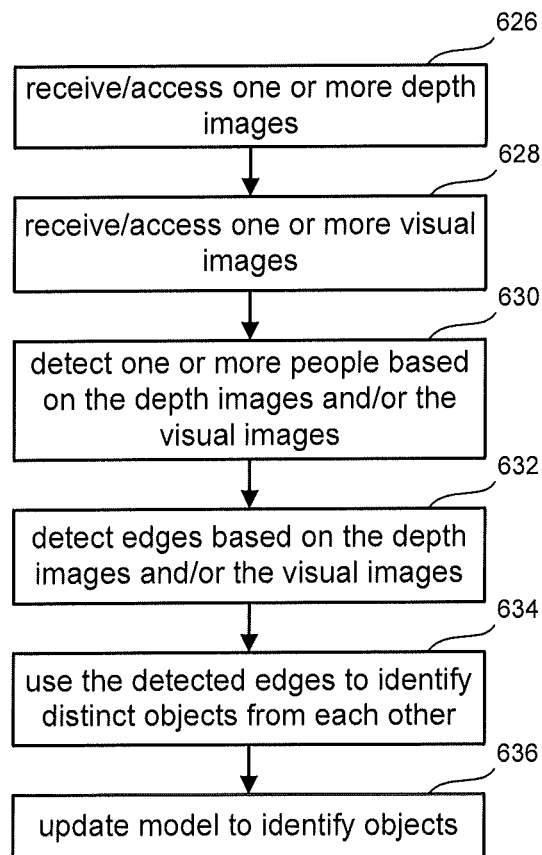 626
receive/access one or more depth
images
628
receive/access one or more visual
images
630
detect one or more people based
on the depth images and/or the
visual images
632
detect edges based on the depth
images and/or the visual images
634
use the detected edges to identify
distinct objects from each other
636
update model to identify objects